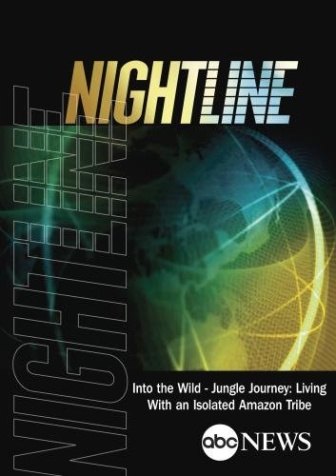 NIGHTLINE
NIGHTLINE
Into the Wild - Jungle Journey: Living
With an Isolated Amazon Tribe
abc NEWS